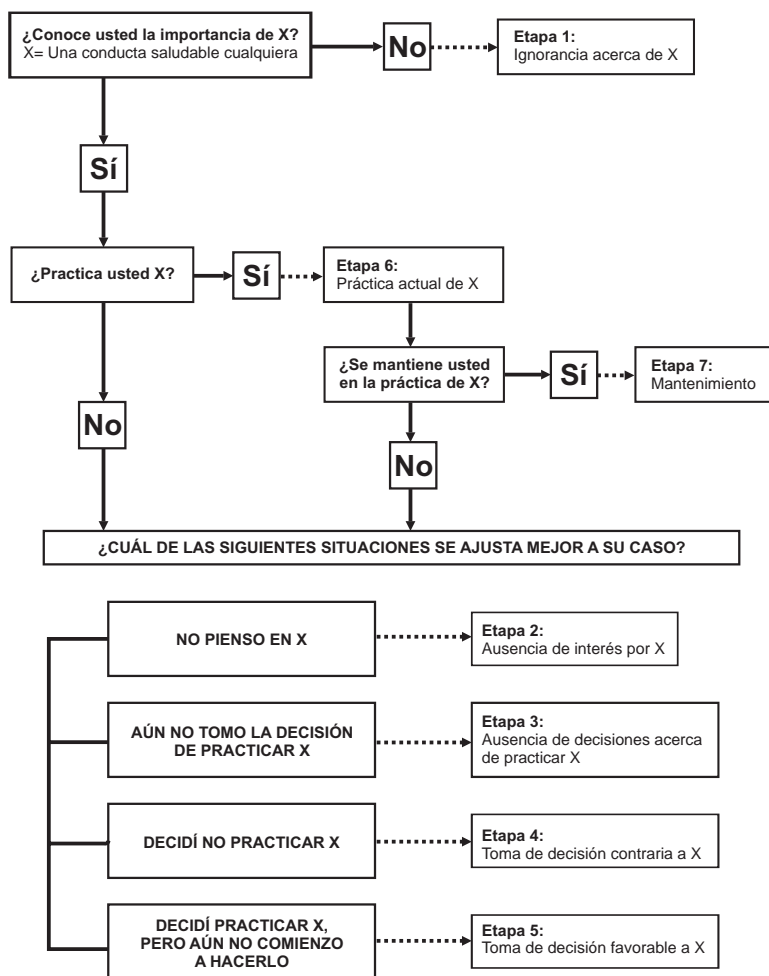 ¿Conoce usted la importancia de X?
X= Una conducta saludable cualquiera
No
Etapa 1:
Ignorancia acerca de X
Sí
¿Practica usted X?
Sí
Etapa 6:
Práctica actual de X
¿Se mantiene usted
en la práctica de X?
Sí
Etapa 7:
Mantenimiento
No
No
¿CUÁL DE LAS SIGUIENTES SITUACIONES SE AJUSTA MEJOR A SU CASO?
NO PIENSO EN X
Etapa 2:
Ausencia de interés por X
AÚN NO TOMO LA DECISIÓN
DE PRACTICAR X
Etapa 3:
Ausencia de decisiones acerca
de practicar X
DECIDÍ NO PRACTICAR X
Etapa 4:
Toma de decisión contraria a X
DECIDÍ PRACTICAR X,
PERO AÚN NO COMIENZO
A HACERLO
Etapa 5:
Toma de decisión favorable a X